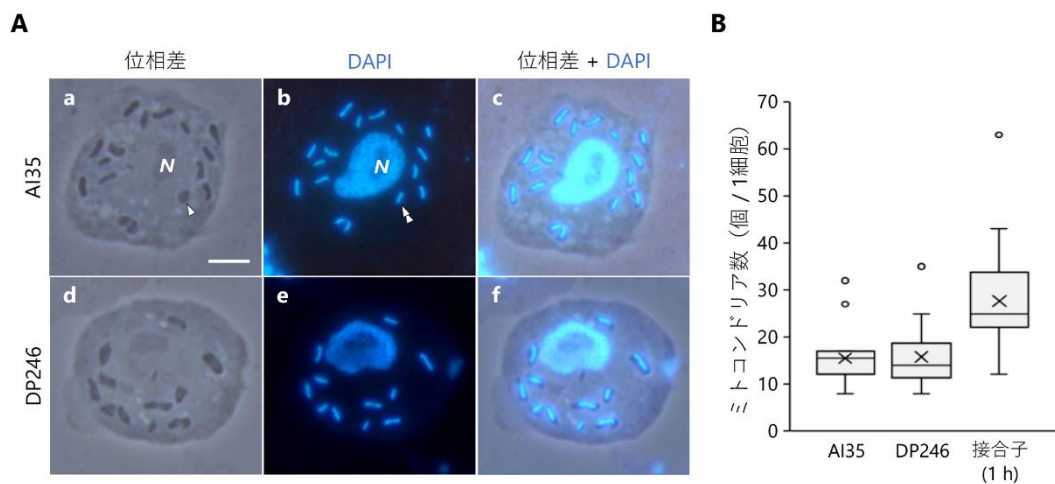 A
位相差
DAPI
位相差 + DAPI
AI35
a
N
b
N
c
DP246
d
e
f
B
ミトコンドリア数（個 / 1細胞）
70
60
50
40
30
20
10
0
AI35
DP246
接合子
(1 h)